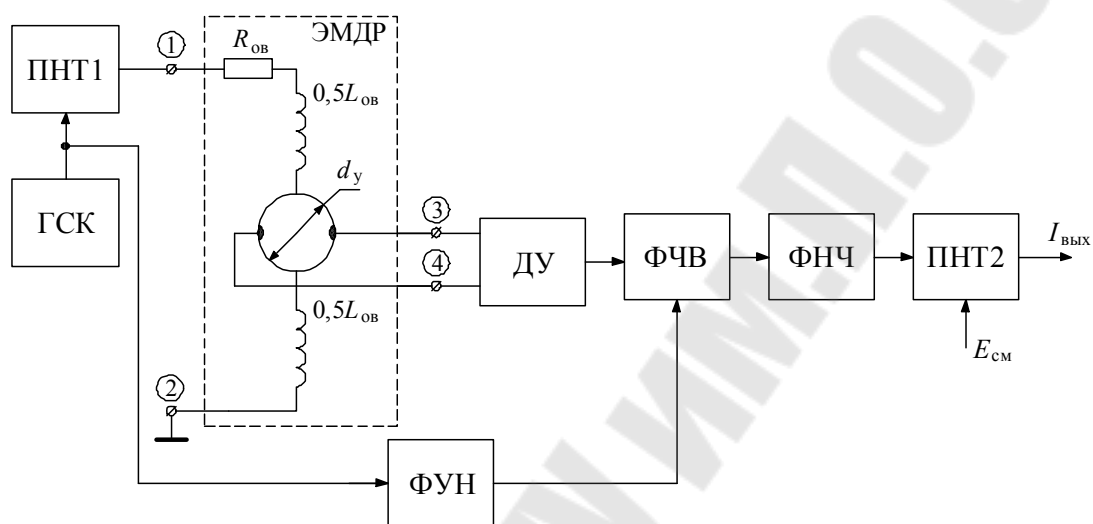 ЭМДР
ПНТ1
1
R ов
0,5L ов
d у
ГСК
3
4
ДУ
ФЧВ
ФНЧ
ПНТ2
I вых
0,5L ов
E см
2
ФУН
У ИМ.П.О.